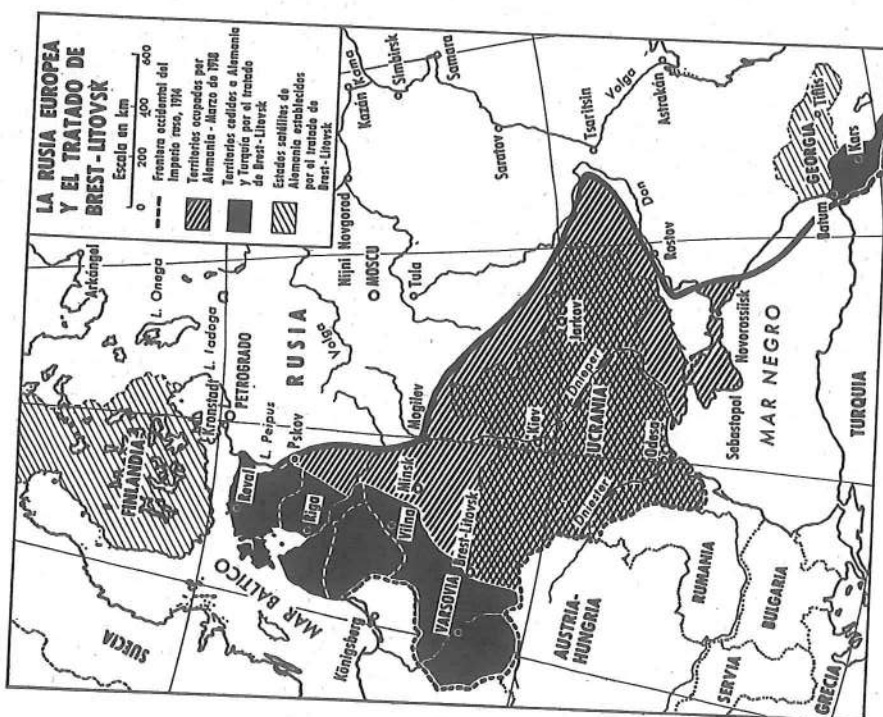 LA RUSIA EUROPEA
Y EL TRATADO DE
BREST-LITOVSK
Escala en km
0 200 400 600
Frontera occidental del
Imperio ruso, 1914
Territorios ocupados por
Alemania - Marzo de 1918
Territorios cedidos a Alemania
y Turquía por el tratado
de Brest-Litovsk
Estados satélites de
Alemania establecidos
por el tratado de
Brest-Litovsk
Arkángel
L. Onega
L. Ladoga
FINLANDIA
Kronstadt
PETROGRADO
SUECIA
MAR BALTICO
Reval
L. Peipus
Pskov
Riga
RUSIA
Volga
Nijni Novgorod
MOSCU
Tula
Kazán
Kama
Simbirsk
Samara
Saratov
Königsberg
Vilna
Minsk
Mogilev
VARSOVIA
Brest-Litovsk
Kiev
Jarkov
Dnieper
UCRANIA
Dniester
Odesa
Don
Rostov
Tsaritsin
Volga
Astrakán
AUSTRIA-
HUNGRIA
RUMANIA
SERVIA
BULGARIA
GRECIA
Sebastopol
Novorossiisk
MAR NEGRO
TURQUIA
GEORGIA
Tiflis
Batum
Kars